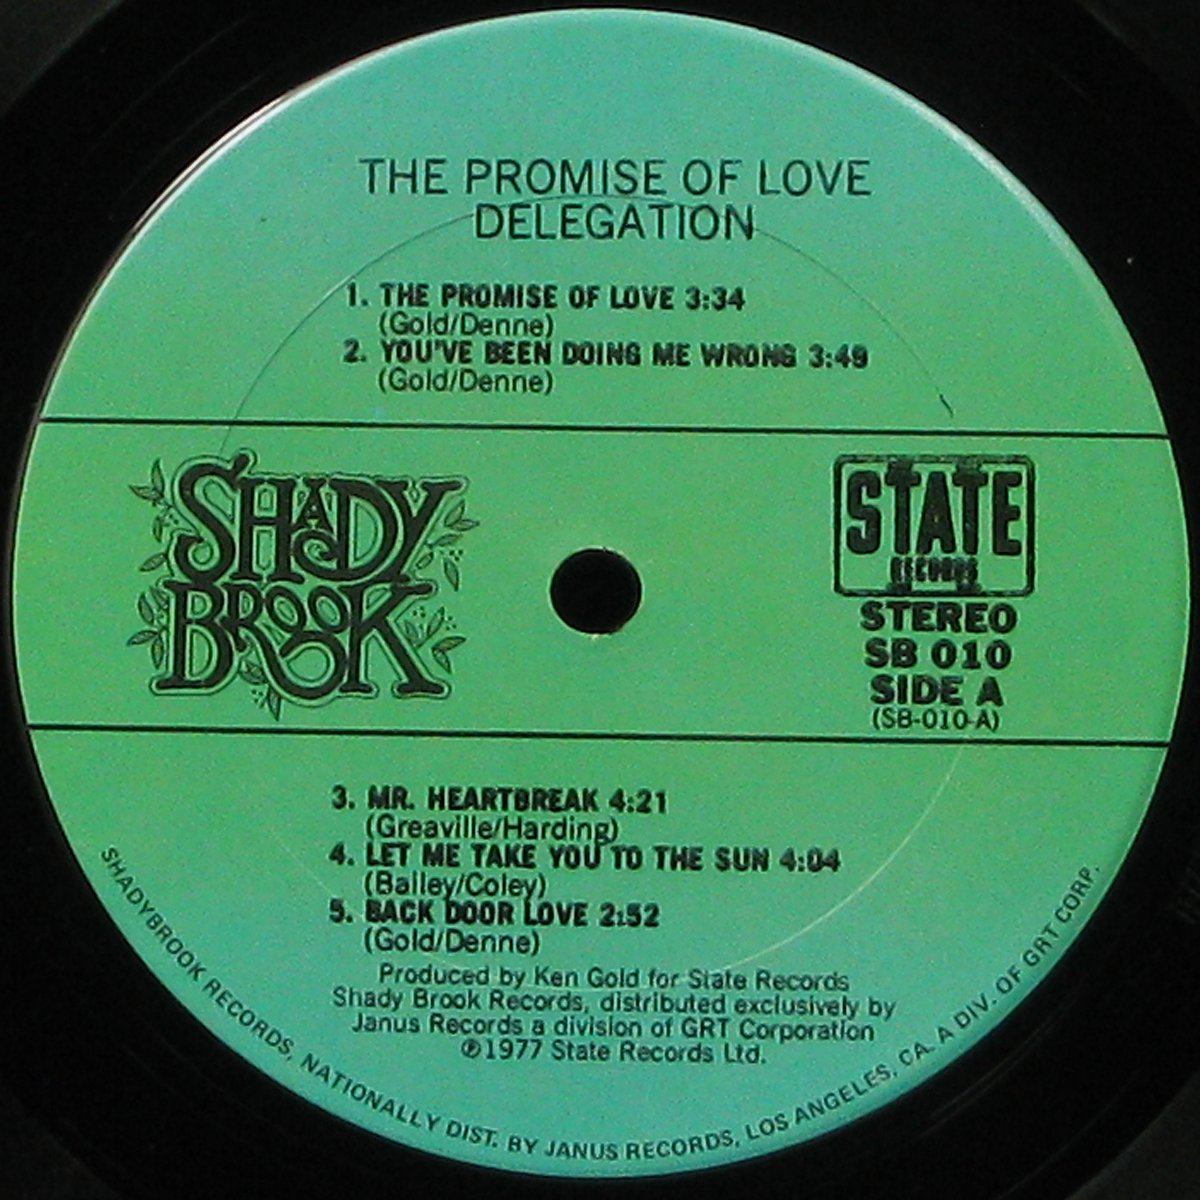 THE PROMISE OF LOVE
DELEGATION
1. THE PROMISE OF LOVE 3:34
(Gold/Denne)
2. YOU'VE BEEN DOING ME WRONG 3:49
(Gold/Denne)
SHADY
BROOK
STATE
RECORDS
STEREO
SB 010
SIDE A
(SB-010-A)
3. MR. HEARTBREAK 4:21
(Greaville/Harding)
4. LET ME TAKE YOU TO THE SUN 4:04
(Bailey/Coley)
5. BACK DOOR LOVE 2:52
(Gold/Denne)
Produced by Ken Gold for State Records
Shady Brook Records, distributed exclusively by
Janus Records a division of GRT Corporation
℗1977 State Records Ltd.
SHADYBROOK RECORDS, NATIONALLY DIST. BY JANUS RECORDS, LOS ANGELES, CA. A DIV. OF GRT CORP.